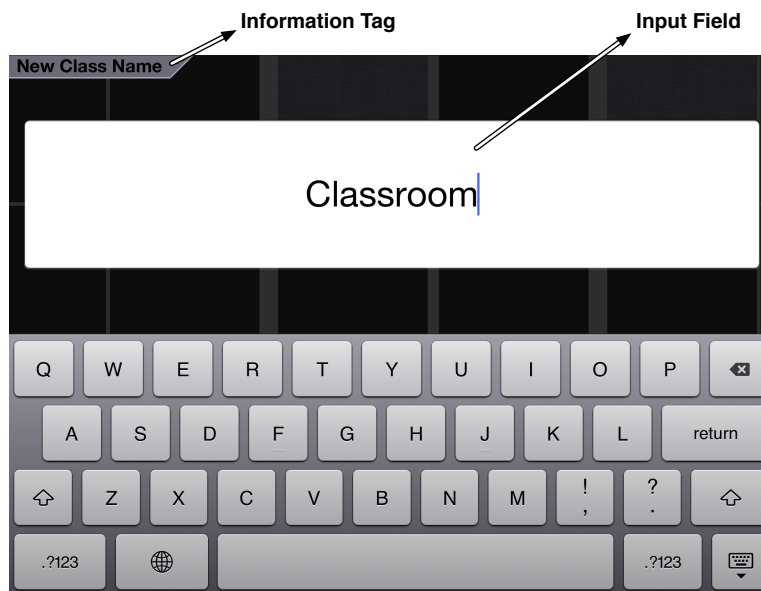 Information Tag Input Field
New Class Name
Classroom
Q W E R T Y U I O P
A S D F G H J K L return
Z X C V B N M ! , ? .
.?123 .?123